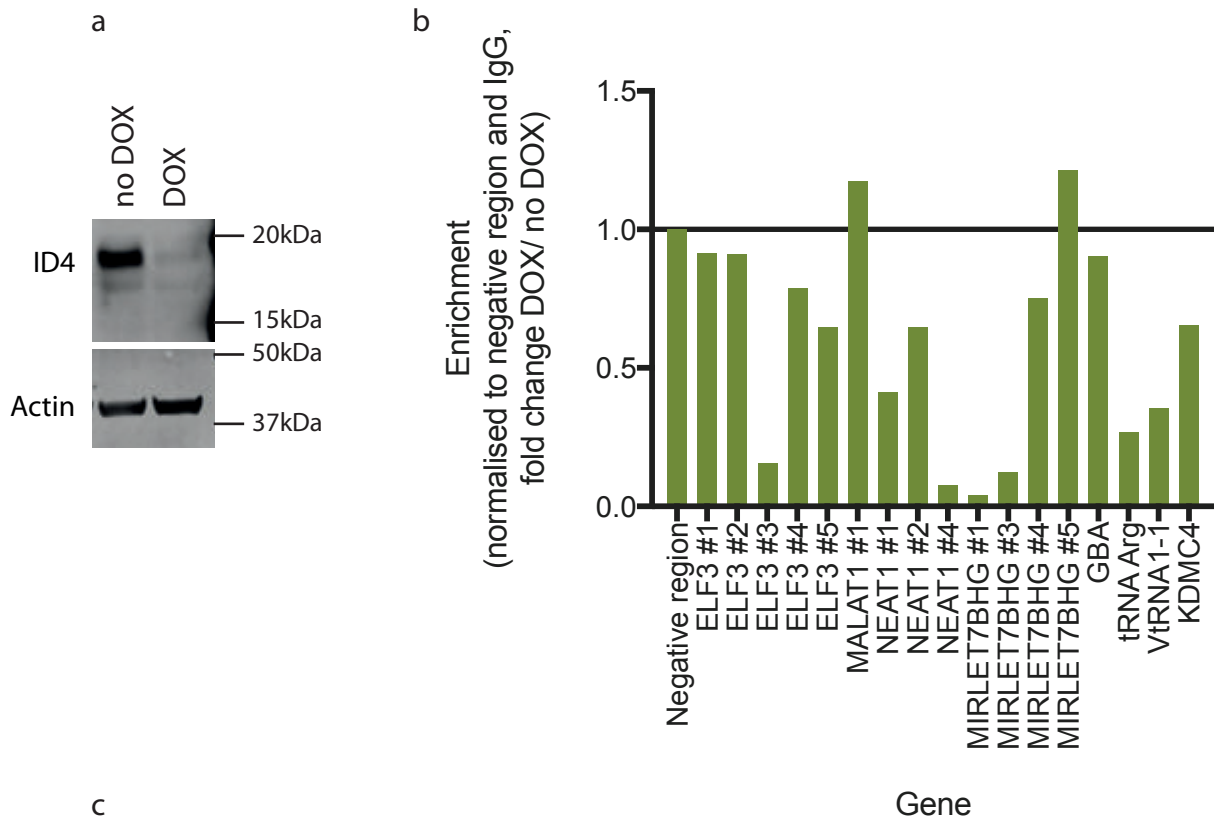 a
no DOX
DOX
ID4
20kDa
15kDa
50kDa
Actin
37kDa
b
Enrichment
(normalised to negative region and IgG,
fold change DOX/ no DOX)
1.5
1.0
0.5
0.0
Negative region
ELF3 #1
ELF3 #2
ELF3 #3
ELF3 #4
ELF3 #5
MALAT1 #1
NEAT1 #1
NEAT1 #2
NEAT1 #4
MIRLET7BHG #1
MIRLET7BHG #3
MIRLET7BHG #4
MIRLET7BHG #5
GBA
tRNA Arg
VtRNA1-1
KDMC4
Gene
c